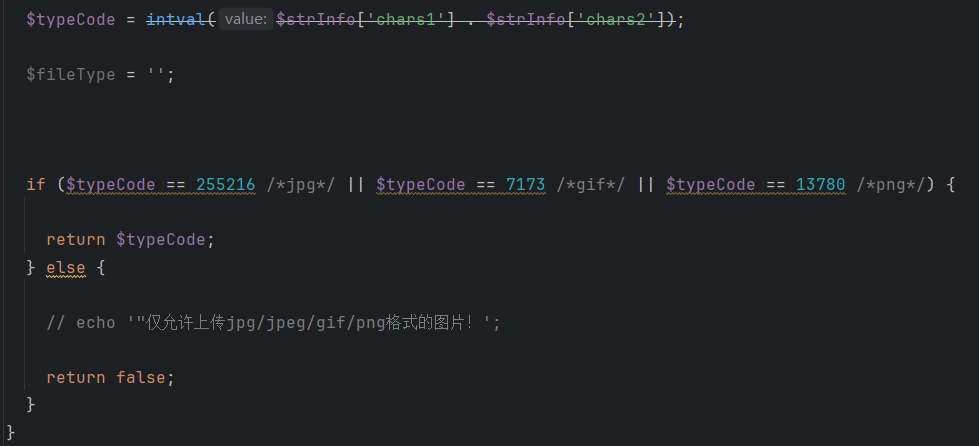 $typeCode = intval( value: $strInfo['chars1'] . $strInfo['chars2']);
$fileType = '';
if ($typeCode == 255216 /*jpg*/ || $typeCode == 7173 /*gif*/ || $typeCode == 13780 /*png*/) {
return $typeCode;
} else {
// echo '"仅允许上传jpg/jpeg/gif/png格式的图片！';
return false;
}
}